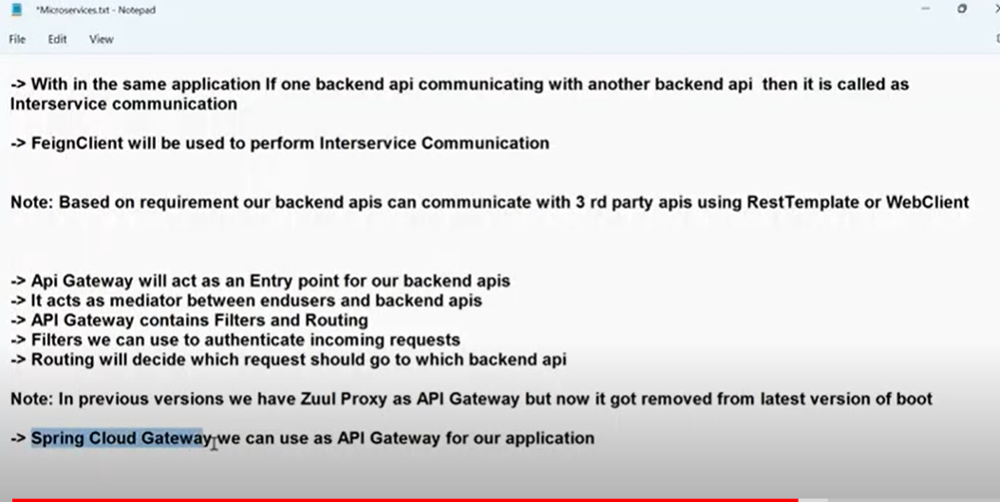 *Microservices.txt - Notepad
File Edit View
-> With in the same application If one backend api communicating with another backend api then it is called as
Interservice communication
-> FeignClient will be used to perform Interservice Communication
Note: Based on requirement our backend apis can communicate with 3 rd party apis using RestTemplate or WebClient
-> Api Gateway will act as an Entry point for our backend apis
-> It acts as mediator between endusers and backend apis
-> API Gateway contains Filters and Routing
-> Filters we can use to authenticate incoming requests
-> Routing will decide which request should go to which backend api
Note: In previous versions we have Zuul Proxy as API Gateway but now it got removed from latest version of boot
-> Spring Cloud Gateway we can use as API Gateway for our application